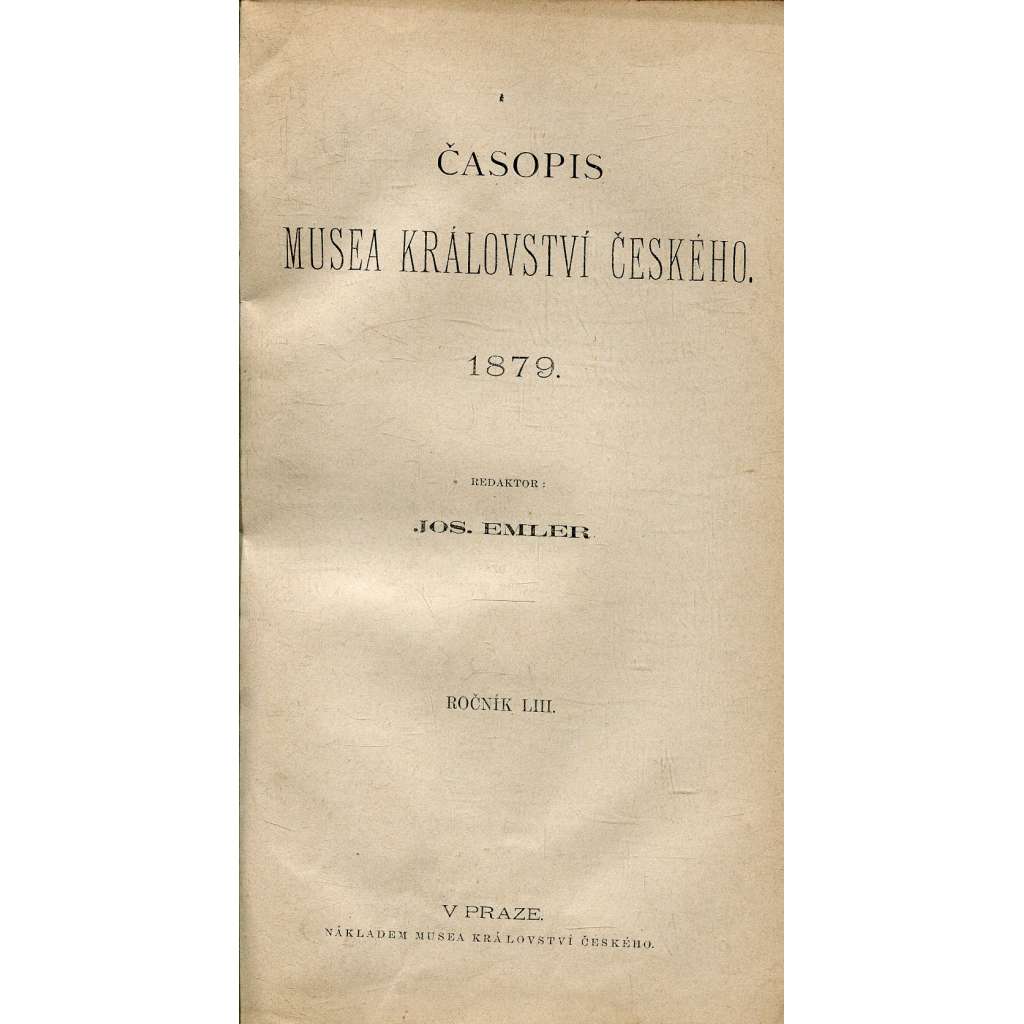 ČASOPIS
MUSEA KRÁLOVSTVÍ ČESKÉHO.
1879.
REDAKTOR:
JOS. EMLER
ROČNÍK LIII.
V PRAZE.
NÁKLADEM MUSEA KRÁLOVSTVÍ ČESKÉHO.